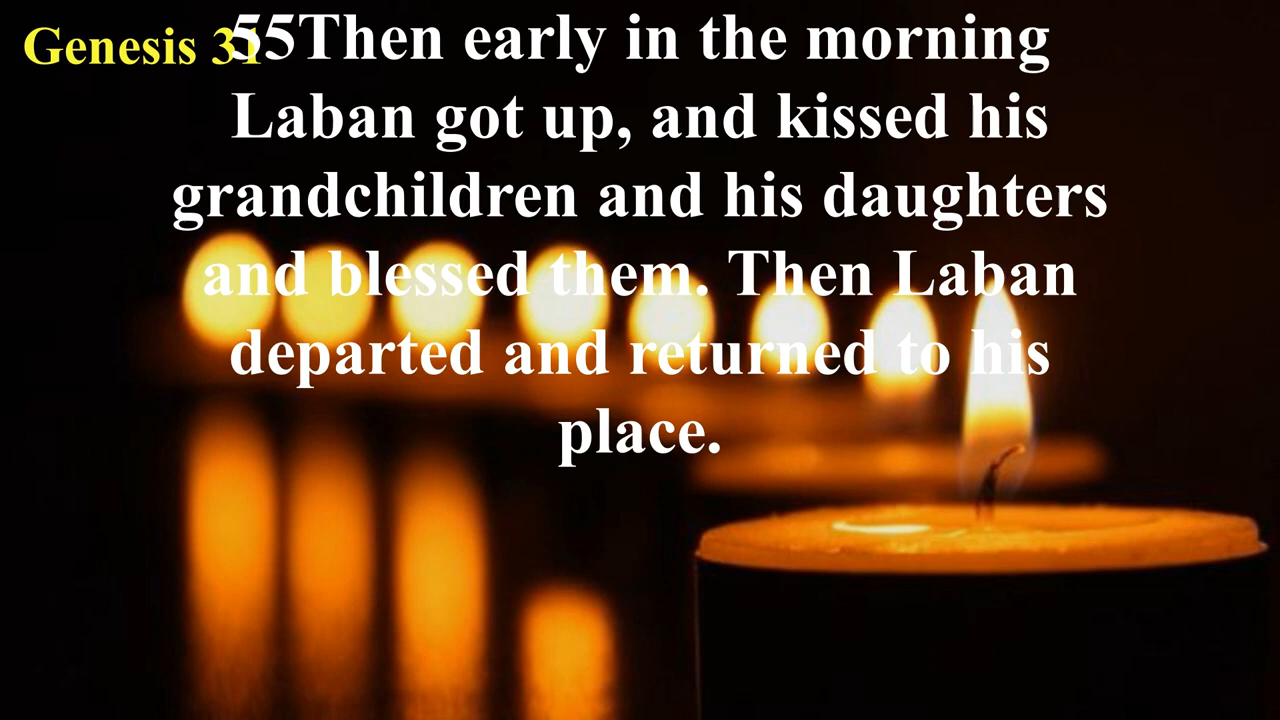 Genesis 31
55Then early in the morning
Laban got up, and kissed his
grandchildren and his daughters
and blessed them. Then Laban
departed and returned to his
place.